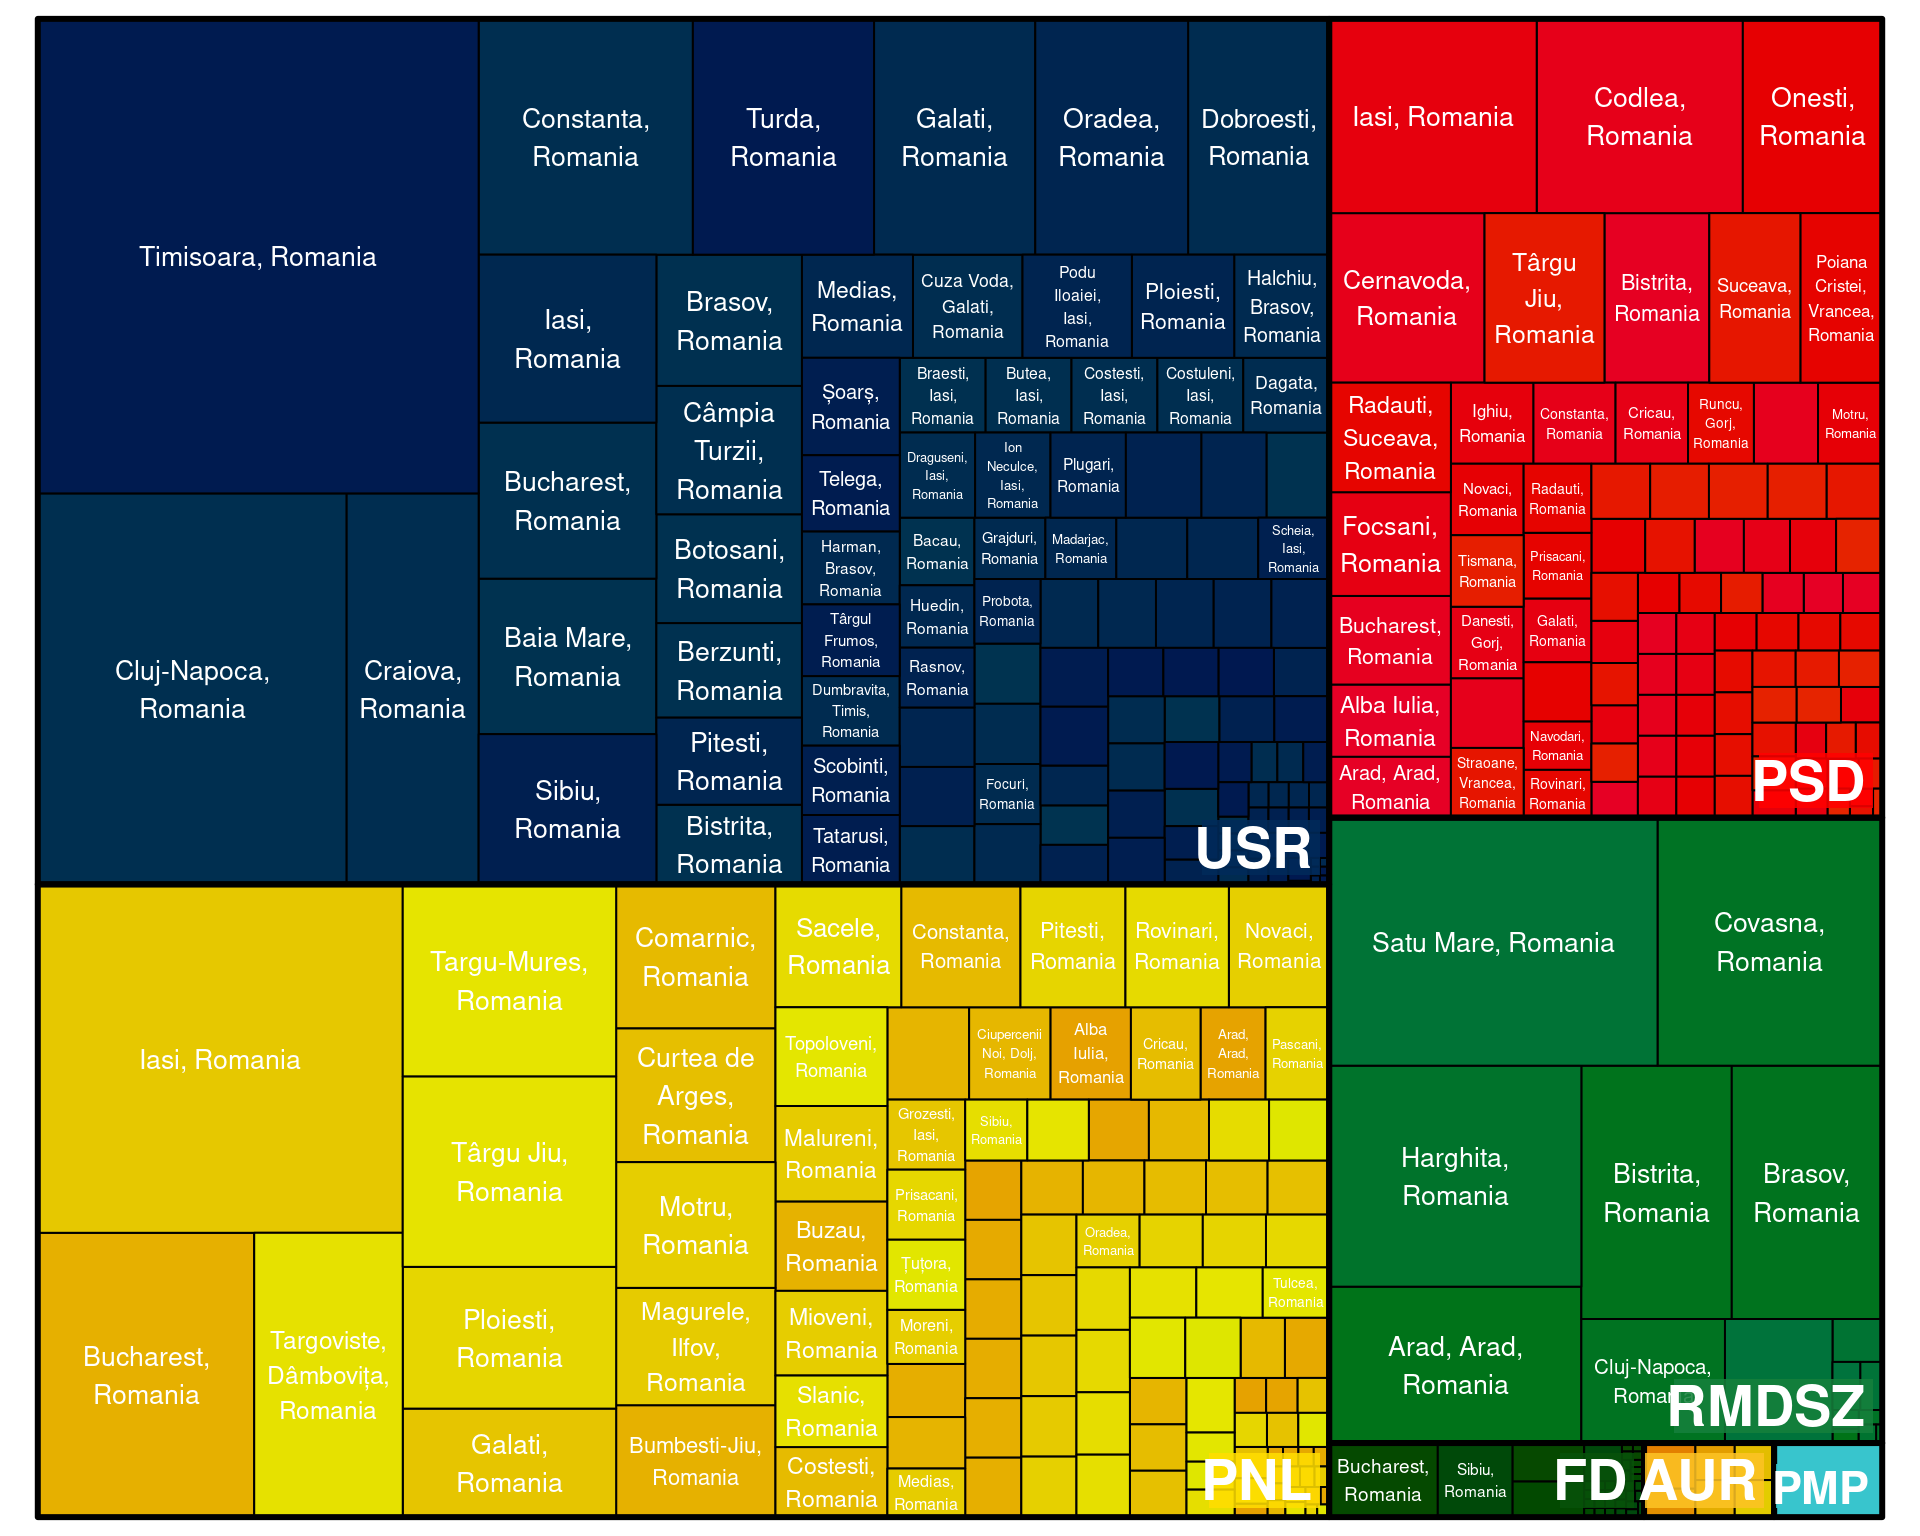 Timisoara, Romania
Cluj-Napoca,
Romania
Craiova,
Romania
Constanta,
Romania
Turda,
Romania
Galati,
Romania
Oradea,
Romania
Dobroesti,
Romania
Iasi,
Romania
Bucharest,
Romania
Baia Mare,
Romania
Sibiu,
Romania
Brasov,
Romania
Câmpia
Turzii,
Romania
Botosani,
Romania
Berzunti,
Romania
Pitesti,
Romania
Bistrita,
Romania
Medias,
Romania
Cuza Voda,
Galati,
Romania
Podu
Iloaiei,
Iasi,
Romania
Ploiesti,
Romania
Halchiu,
Brasov,
Romania
Șoarș,
Romania
Telega,
Romania
Harman,
Brasov,
Romania
Târgul
Frumos,
Romania
Dumbravita,
Timis,
Romania
Scobinti,
Romania
Tatarusi,
Romania
Braesti,
Iasi,
Romania
Butea,
Iasi,
Romania
Costesti,
Iasi,
Romania
Costuleni,
Iasi,
Romania
Dagata,
Romania
Draguseni,
Iasi,
Romania
Ion
Neculce,
Iasi,
Romania
Plugari,
Romania
Bacau,
Romania
Grajduri,
Romania
Madarjac,
Romania
Scheia,
Iasi,
Romania
Huedin,
Romania
Probota,
Romania
Rasnov,
Romania
Focuri,
Romania
USR
Iasi, Romania
Codlea,
Romania
Onesti,
Romania
Cernavoda,
Romania
Târgu
Jiu,
Romania
Bistrita,
Romania
Suceava,
Romania
Poiana
Cristei,
Vrancea,
Romania
Radauti,
Suceava,
Romania
Focsani,
Romania
Bucharest,
Romania
Alba Iulia,
Romania
Arad, Arad,
Romania
Ighiu,
Romania
Constanta,
Romania
Cricau,
Romania
Runcu,
Gorj,
Romania
Motru,
Romania
Novaci,
Romania
Radauti,
Romania
Tismana,
Romania
Prisacani,
Romania
Danesti,
Gorj,
Romania
Galati,
Romania
Navodari,
Romania
Straoane,
Vrancea,
Romania
Rovinari,
Romania
PSD
Iasi, Romania
Bucharest,
Romania
Targoviste,
Dâmbovița,
Romania
Targu-Mures,
Romania
Târgu Jiu,
Romania
Ploiesti,
Romania
Galati,
Romania
Comarnic,
Romania
Curtea de
Arges,
Romania
Motru,
Romania
Magurele,
Ilfov,
Romania
Bumbesti-Jiu,
Romania
Sacele,
Romania
Constanta,
Romania
Pitesti,
Romania
Rovinari,
Romania
Novaci,
Romania
Topoloveni,
Romania
Malureni,
Romania
Buzau,
Romania
Mioveni,
Romania
Slanic,
Romania
Costesti,
Romania
Ciupercenii
Noi, Dolj,
Romania
Alba
Iulia,
Romania
Cricau,
Romania
Arad,
Arad,
Romania
Pascani,
Romania
Grozesti,
Iasi,
Romania
Sibiu,
Romania
Prisacani,
Romania
Țuțora,
Romania
Moreni,
Romania
Medias,
Romania
Oradea,
Romania
Tulcea,
Romania
PNL
Satu Mare, Romania
Covasna,
Romania
Harghita,
Romania
Bistrita,
Romania
Brasov,
Romania
Arad, Arad,
Romania
Cluj-Napoca,
Romania
RMDSZ
Bucharest,
Romania
Sibiu,
Romania
FD
AUR
PMP